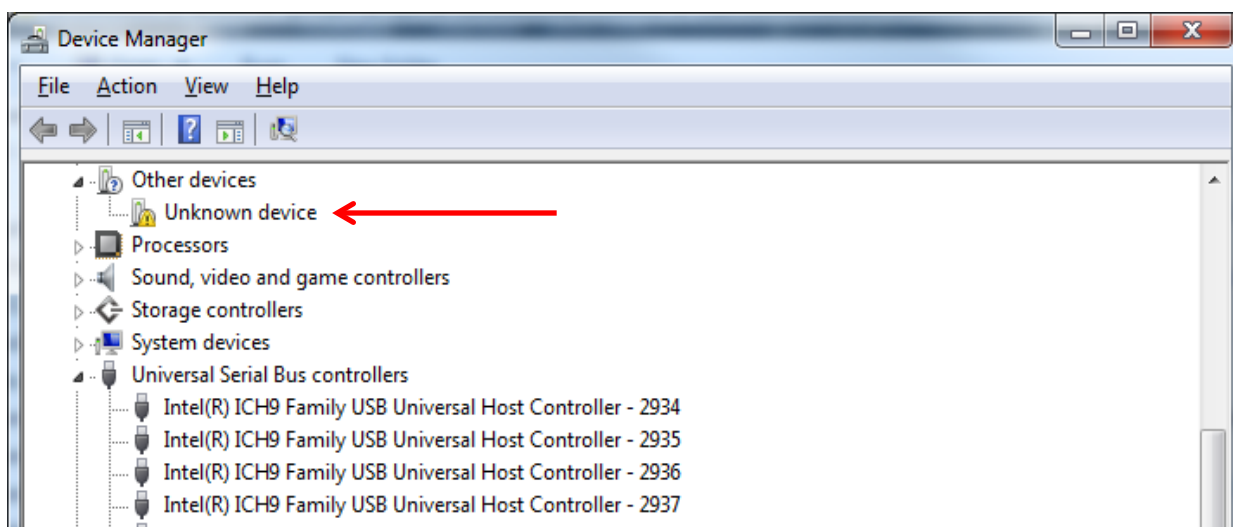 Device Manager
File Action View Help
Other devices
Unknown device
Processors
Sound, video and game controllers
Storage controllers
System devices
Universal Serial Bus controllers
Intel(R) ICH9 Family USB Universal Host Controller - 2934
Intel(R) ICH9 Family USB Universal Host Controller - 2935
Intel(R) ICH9 Family USB Universal Host Controller - 2936
Intel(R) ICH9 Family USB Universal Host Controller - 2937